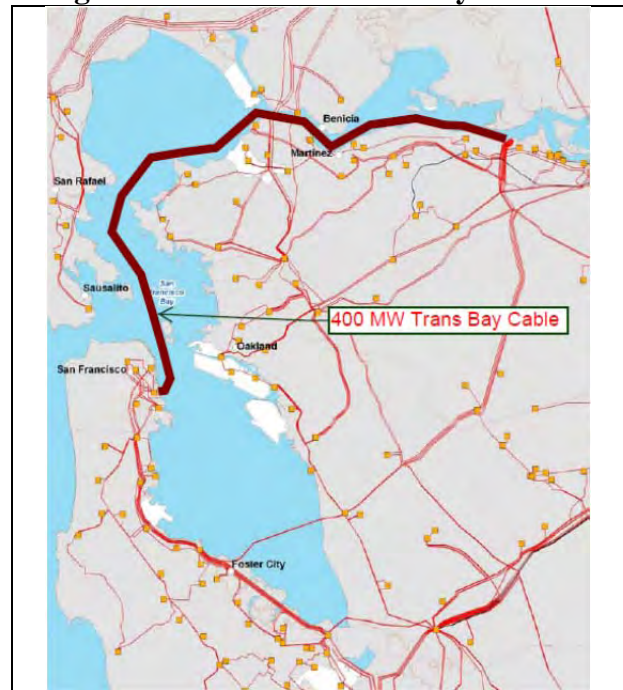 Benicia
Martinez
San Rafael
Sausalito
San
Francisco
Bay
400 MW Trans Bay Cable
Oakland
San Francisco
Foster City